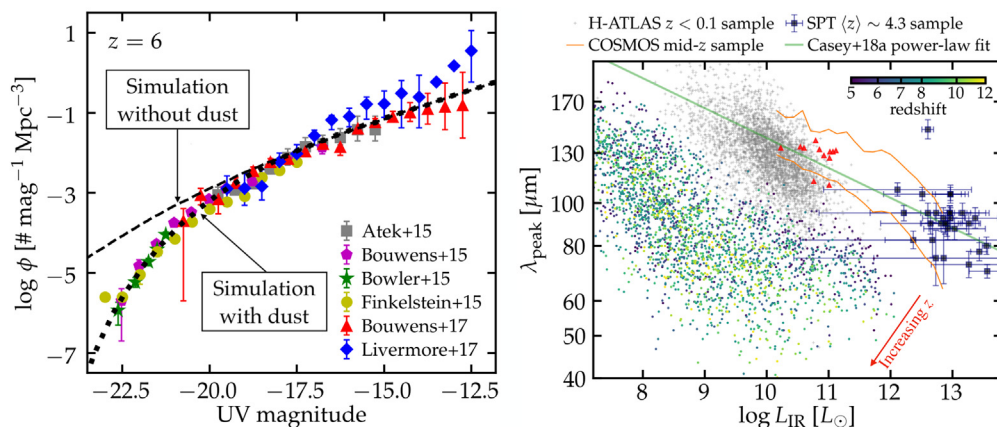 z = 6
Simulation
without dust
Simulation
with dust
Atek+15
Bouwens+15
Bowler+15
Finkelstein+15
Bouwens+17
Livermore+17
1
−1
−3
−5
−7
log ϕ [# mag⁻¹ Mpc⁻³]
−22.5
−20.0
−17.5
−15.0
−12.5
UV magnitude
H-ATLAS z < 0.1 sample
SPT ⟨z⟩ ∼ 4.3 sample
COSMOS mid-z sample
Casey+18a power-law fit
5 6 7 8 10 12
redshift
170
130
100
80
60
50
40
λpeak [μm]
Increasing z
8
9
10
11
12
13
log L_IR [L⊙]